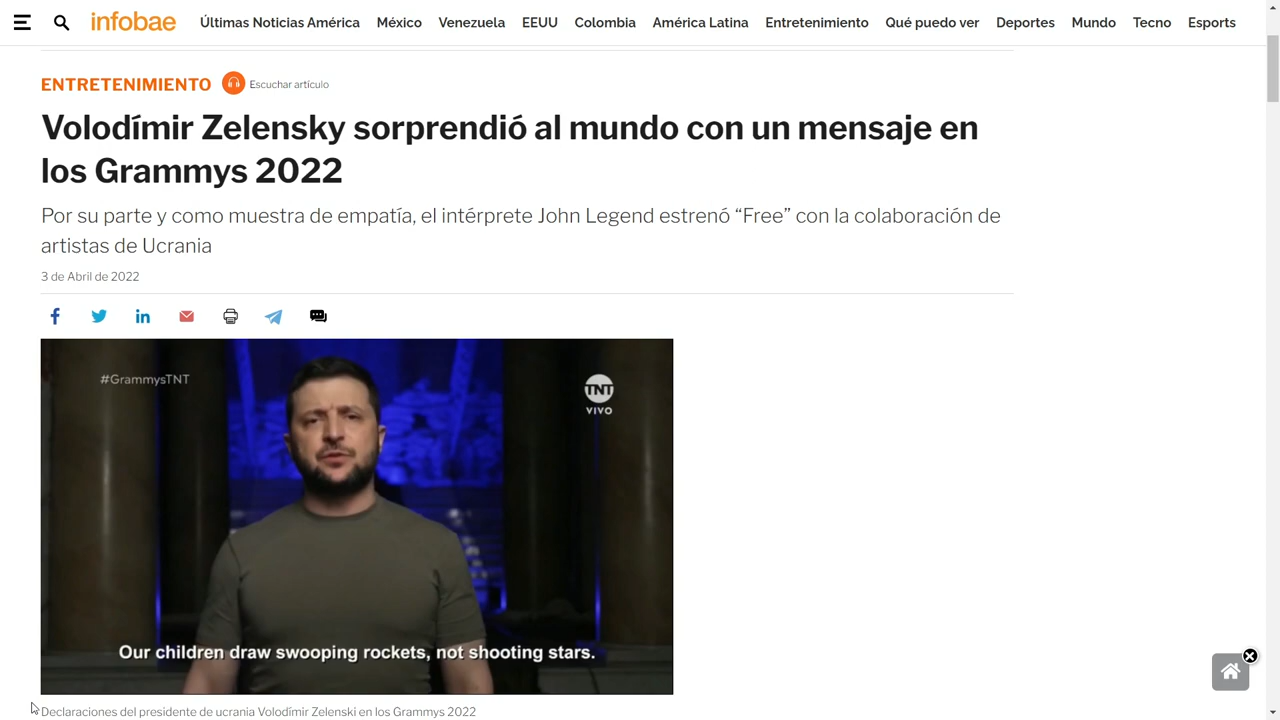 infobae
Últimas Noticias América México Venezuela EEUU Colombia América Latina Entretenimiento Qué puedo ver Deportes Mundo Tecno Esports
ENTRETENIMIENTO Escuchar artículo
Volodímir Zelensky sorprendió al mundo con un mensaje en
los Grammys 2022
Por su parte y como muestra de empatía, el intérprete John Legend estrenó “Free” con la colaboración de
artistas de Ucrania
3 de Abril de 2022
#GrammysTNT
TNT
VIVO
Our children draw swooping rockets, not shooting stars.
Declaraciones del presidente de ucrania Volodímir Zelenski en los Grammys 2022